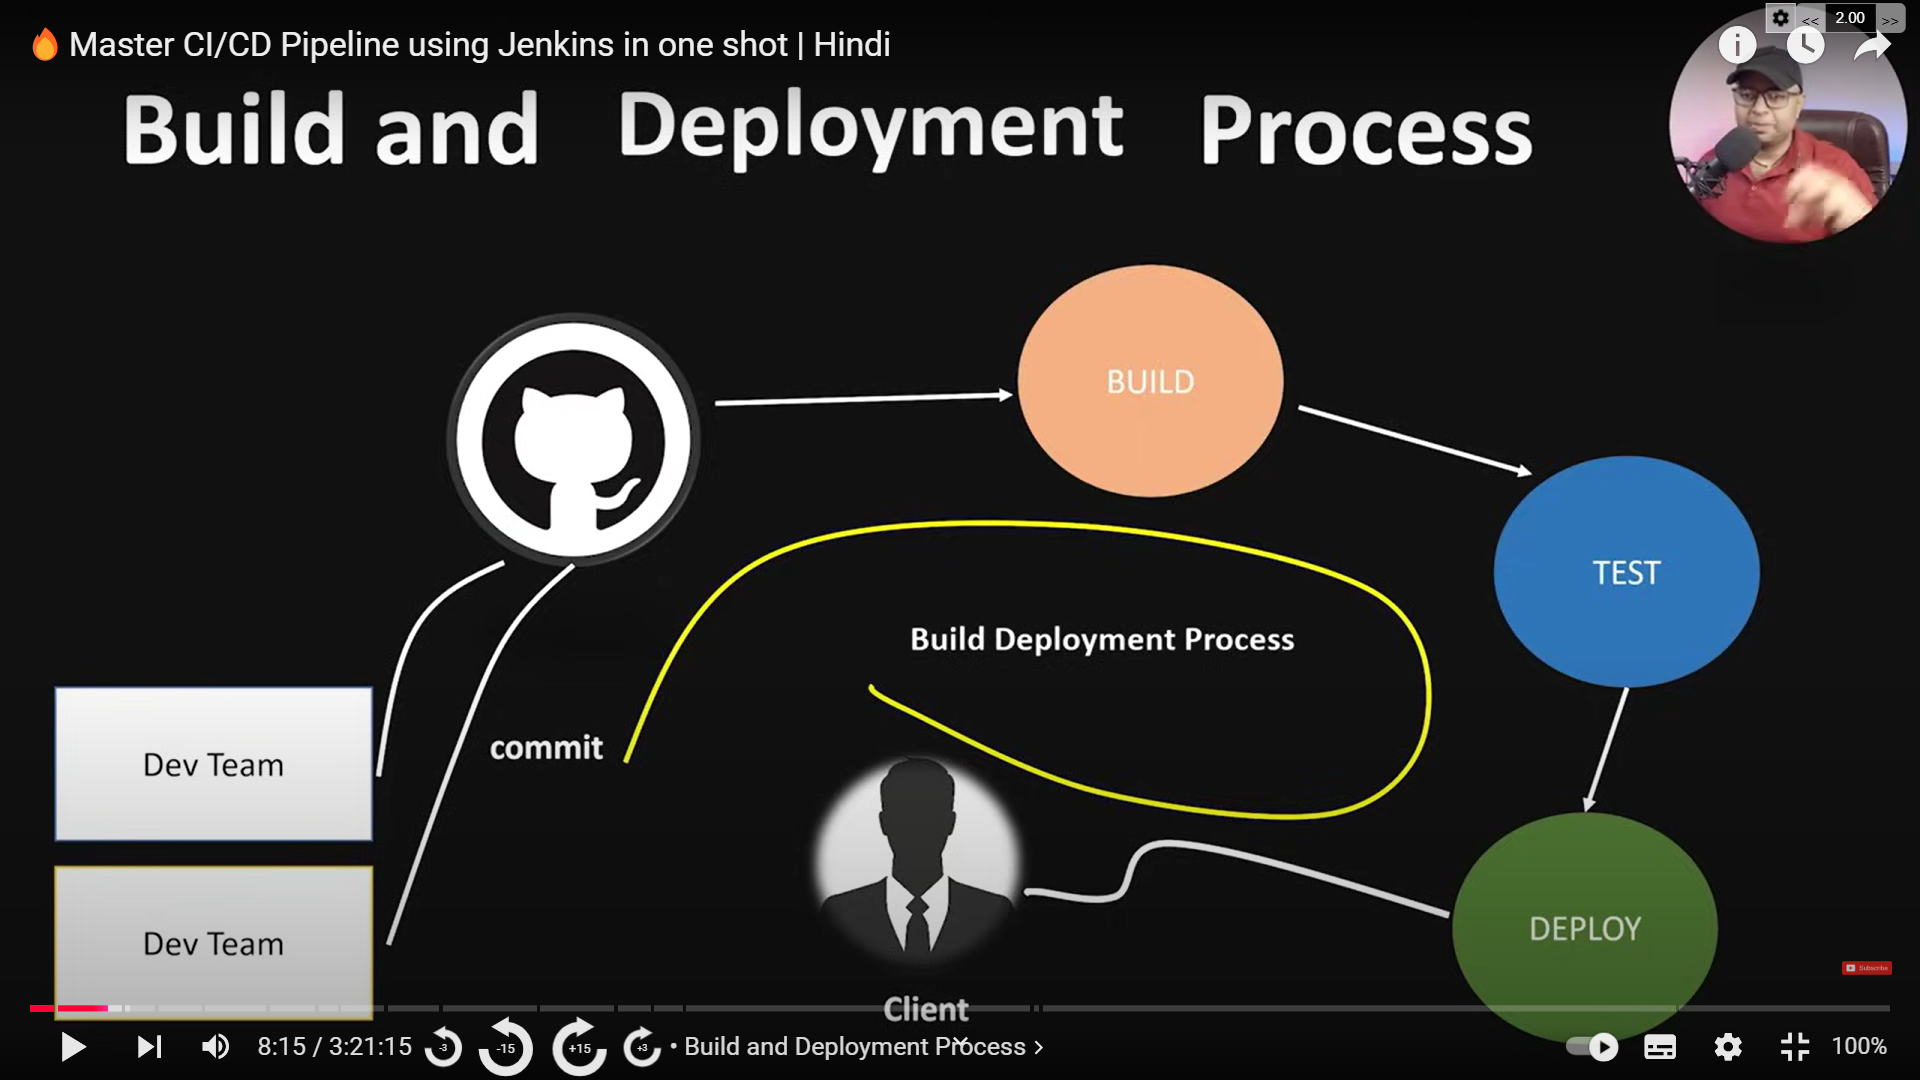 🔥 Master CI/CD Pipeline using Jenkins in one shot | Hindi
<< 2.00 >>
Build and Deployment Process
BUILD
TEST
Build Deployment Process
commit
Dev Team
Dev Team
DEPLOY
Subscribe
Client
8:15 / 3:21:15
-3
-15
+15
+3
• Build and Deployment Process >
100%